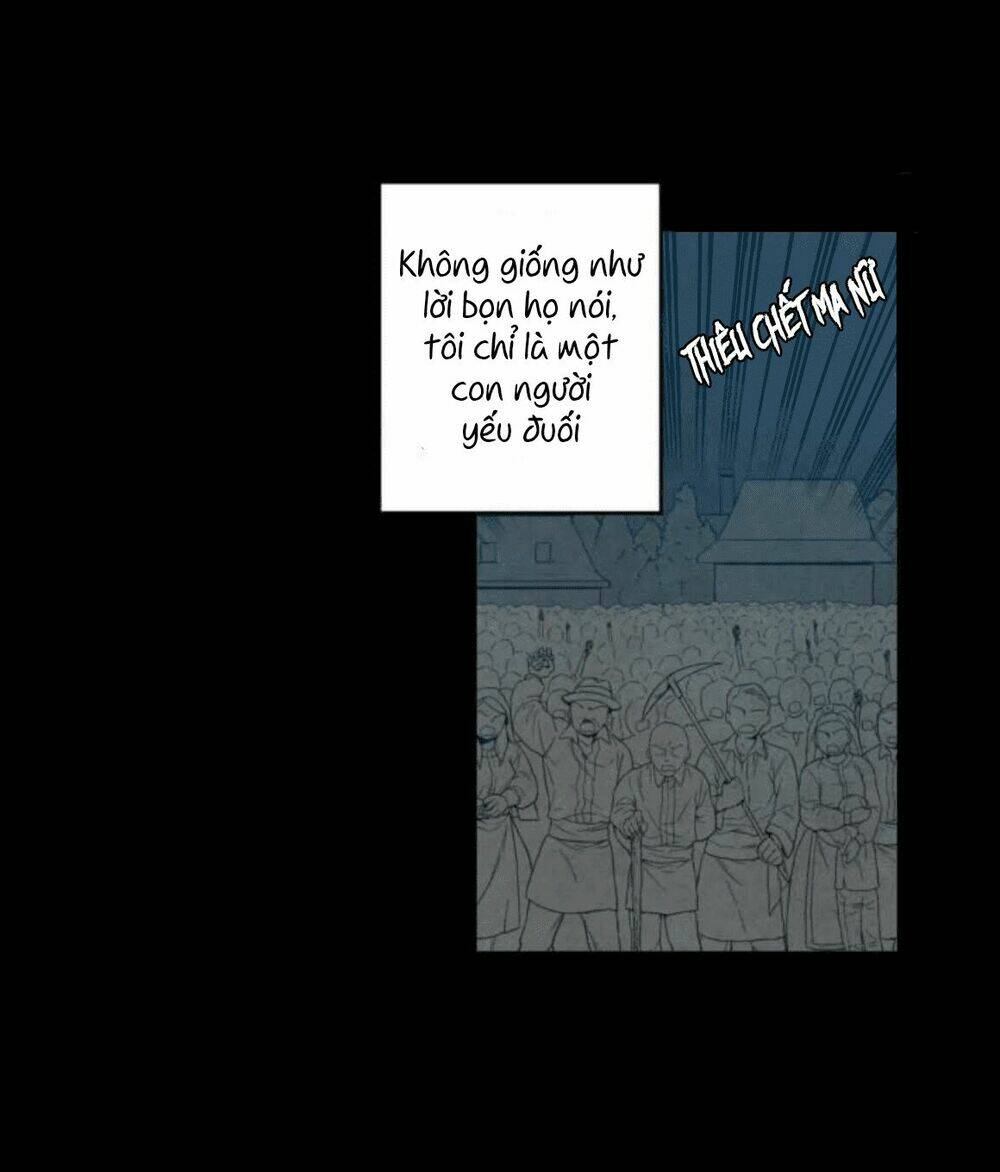 Không giống như
lời bọn họ nói,
tôi chỉ là một
con người
yếu đuối
THIÊU CHẾT MA NỮ